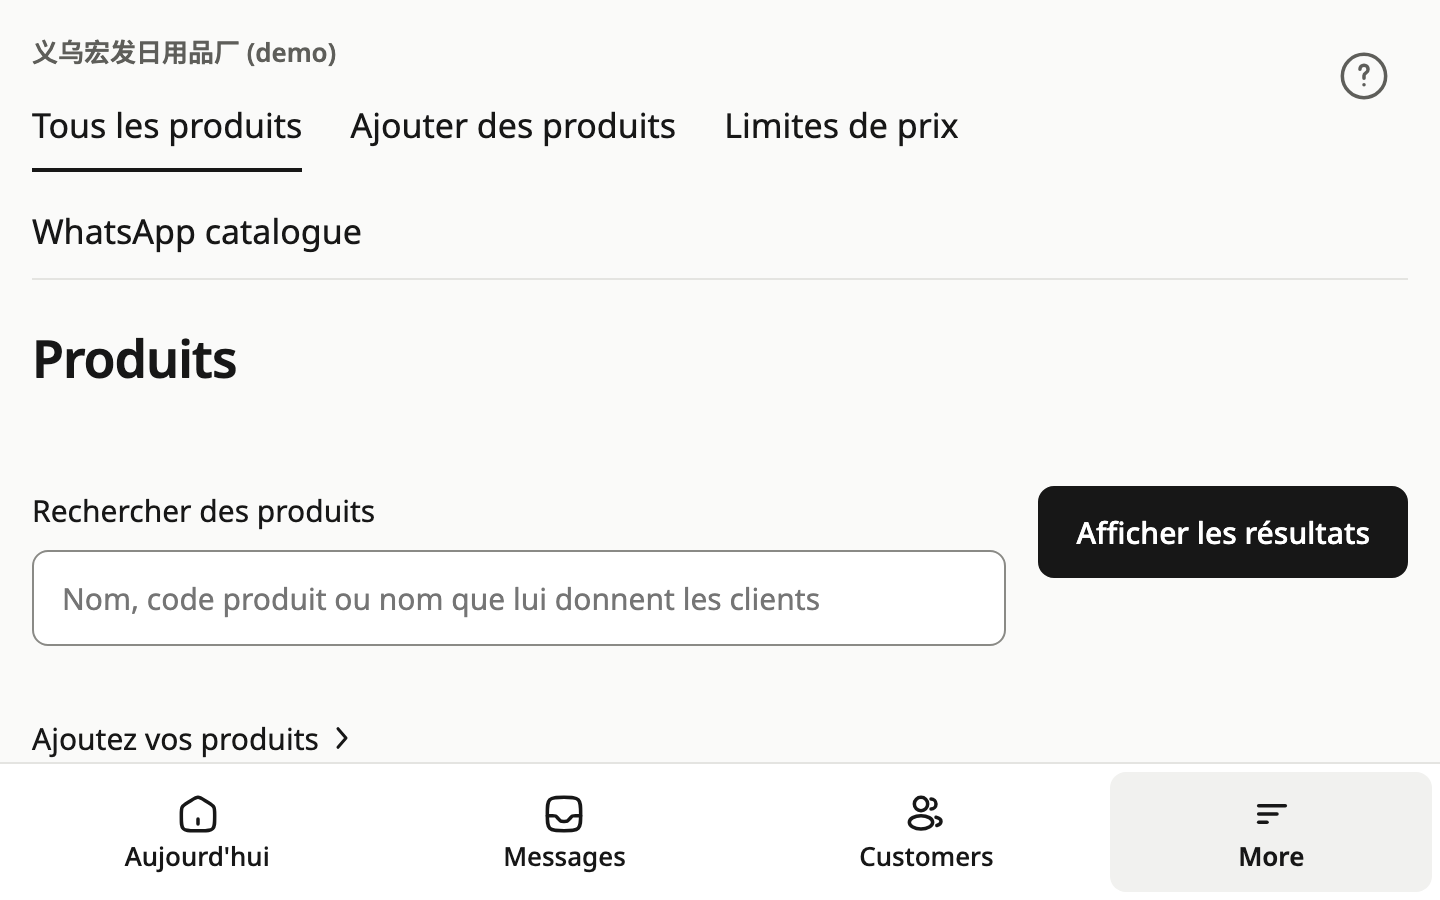 义乌宏发日用品厂 (demo)
Tous les produits
Ajouter des produits
Limites de prix
WhatsApp catalogue
Produits
Rechercher des produits
Afficher les résultats
Nom, code produit ou nom que lui donnent les clients
Ajoutez vos produits
Aujourd'hui
Messages
Customers
More